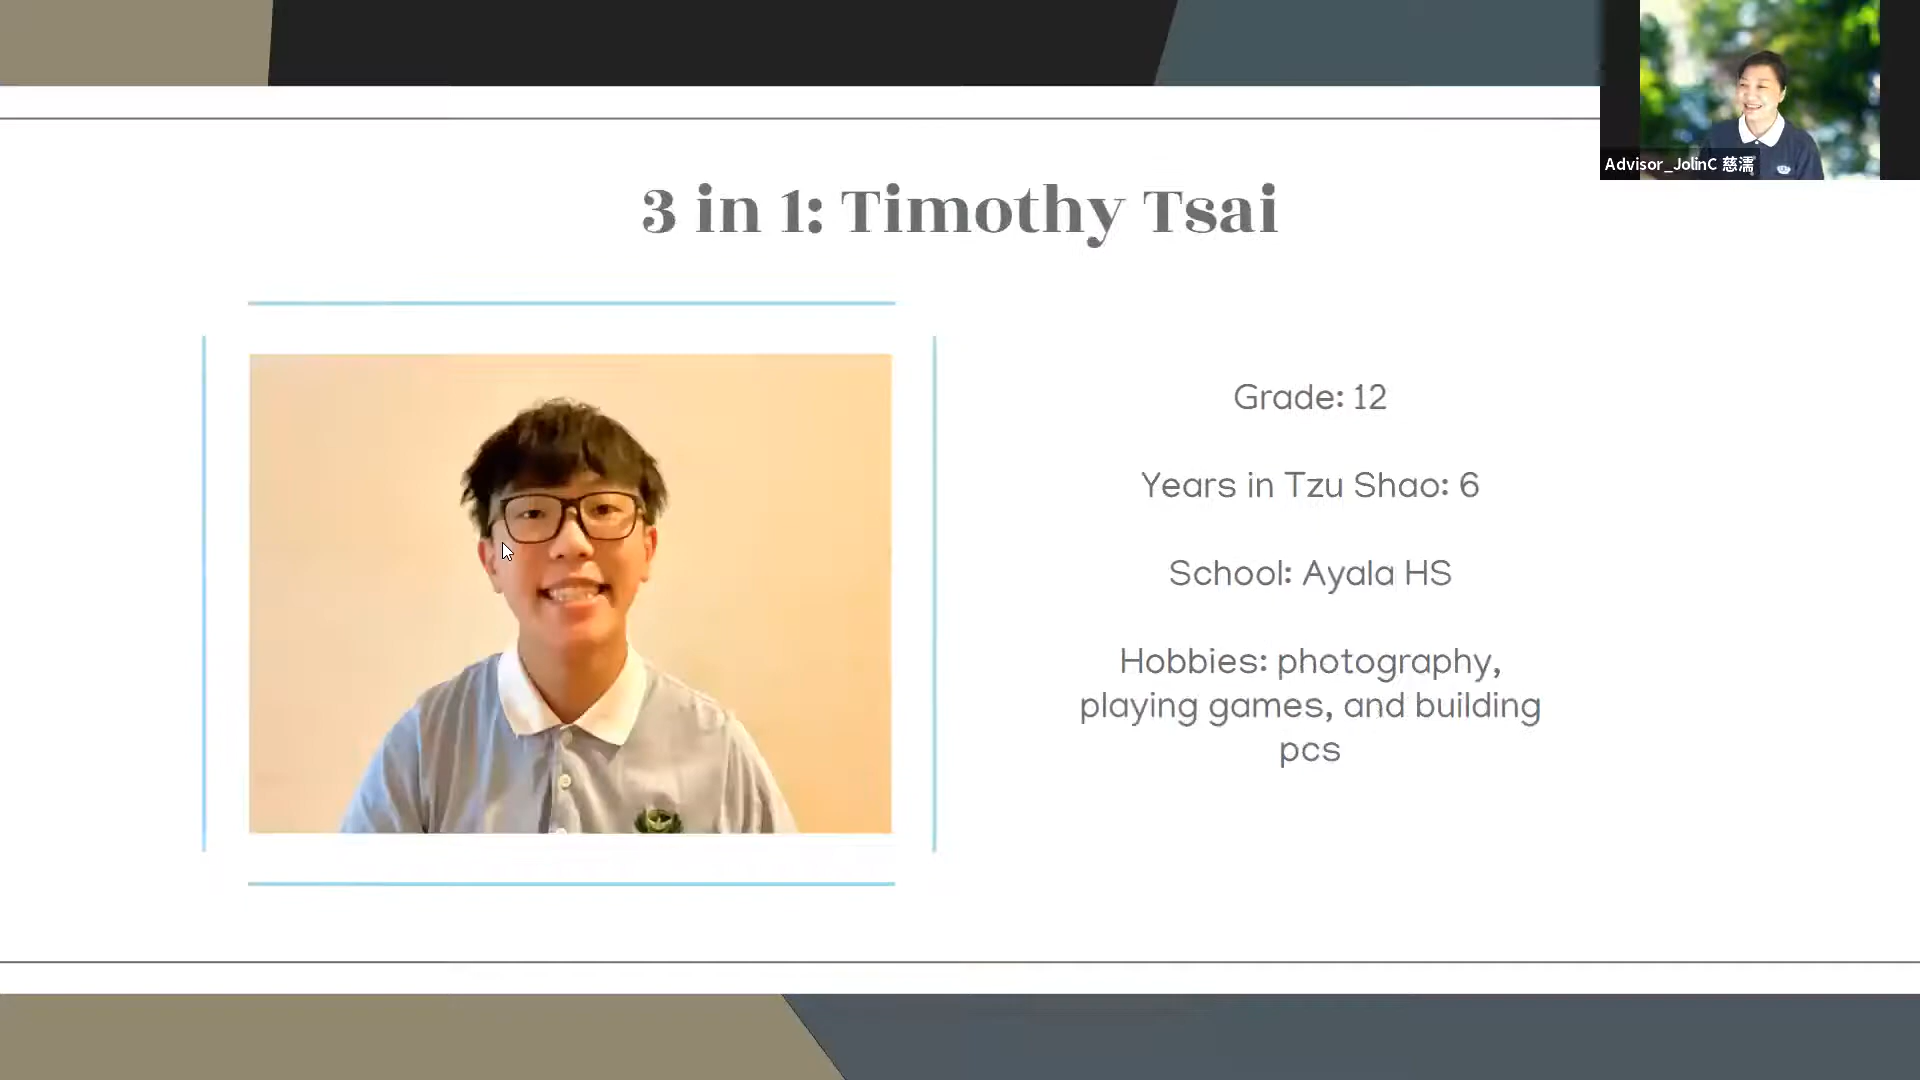 3 in 1: Timothy Tsai
Grade: 12
Years in Tzu Shao: 6
School: Ayala HS
Hobbies: photography,
playing games, and building
pcs
Advisor_JolinC 慈濡